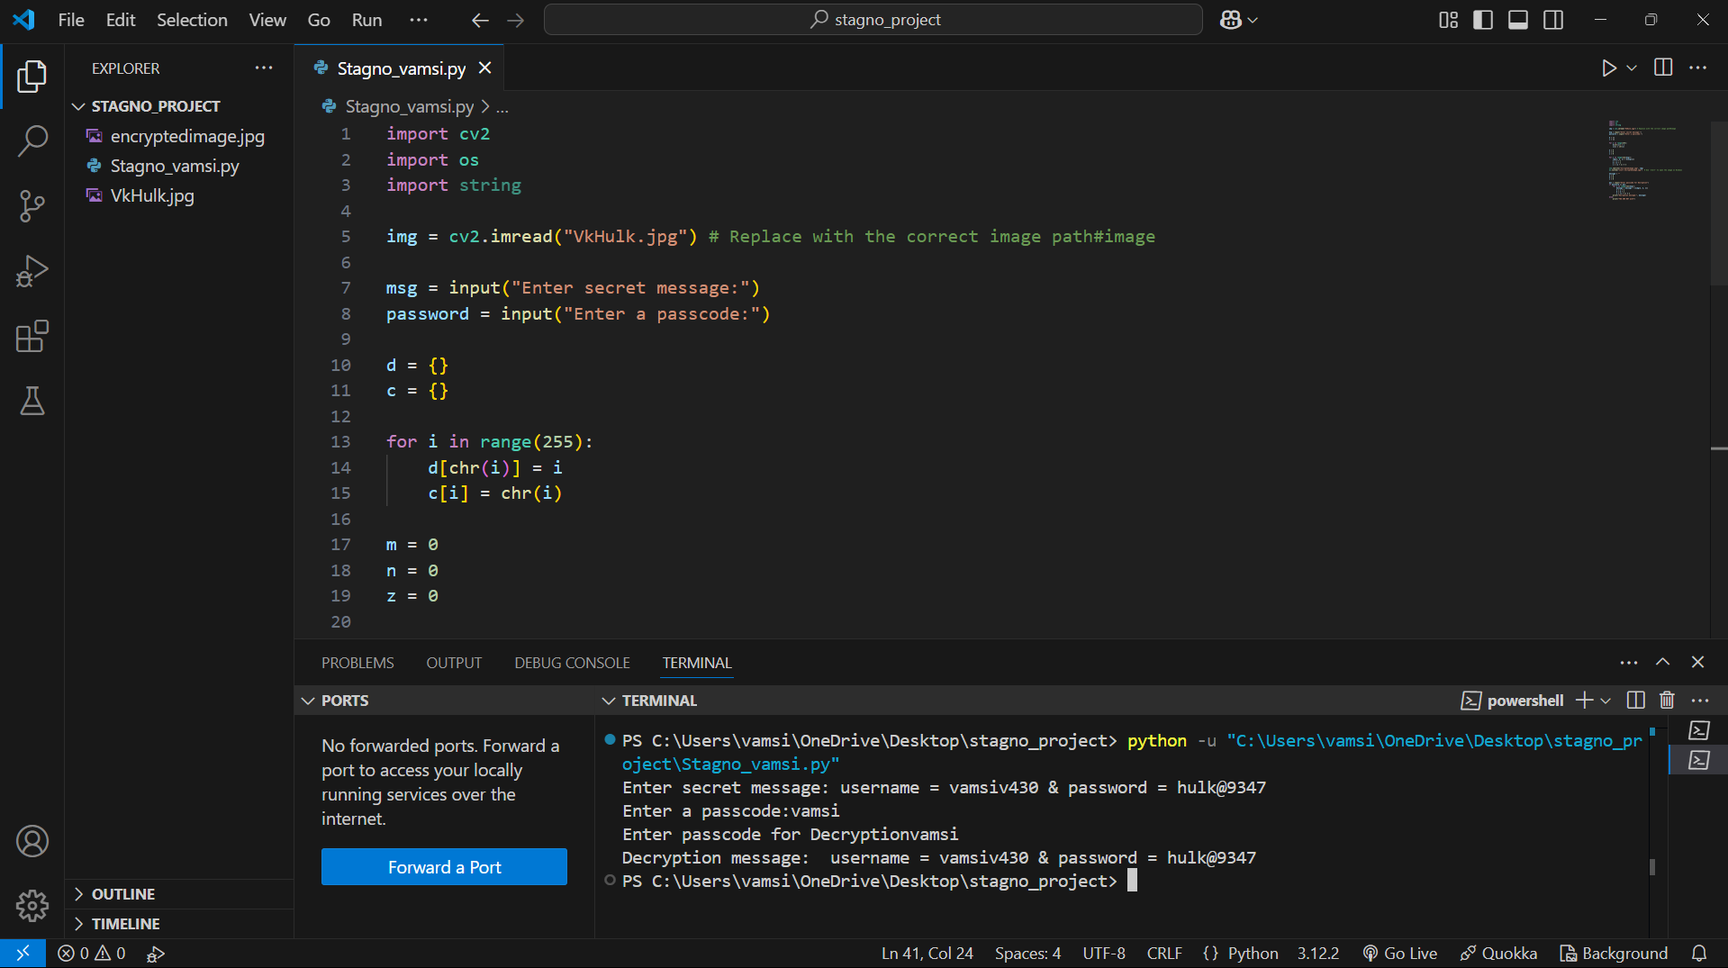 File Edit Selection View Go Run ··· stagno_project
EXPLORER
STAGNO_PROJECT
encryptedimage.jpg
Stagno_vamsi.py
VkHulk.jpg
OUTLINE
TIMELINE
Stagno_vamsi.py
Stagno_vamsi.py > ...
1 import cv2
2 import os
3 import string
4
5 img = cv2.imread("VkHulk.jpg") # Replace with the correct image path#image
6
7 msg = input("Enter secret message:")
8 password = input("Enter a passcode:")
9
10 d = {}
11 c = {}
12
13 for i in range(255):
14 d[chr(i)] = i
15 c[i] = chr(i)
16
17 m = 0
18 n = 0
19 z = 0
20
PROBLEMS OUTPUT DEBUG CONSOLE TERMINAL
PORTS
No forwarded ports. Forward a
port to access your locally
running services over the
internet.
Forward a Port
TERMINAL
powershell
PS C:\Users\vamsi\OneDrive\Desktop\stagno_project> python -u "C:\Users\vamsi\OneDrive\Desktop\stagno_pr
oject\Stagno_vamsi.py"
Enter secret message: username = vamsiv430 & password = hulk@9347
Enter a passcode:vamsi
Enter passcode for Decryptionvamsi
Decryption message:  username = vamsiv430 & password = hulk@9347
PS C:\Users\vamsi\OneDrive\Desktop\stagno_project>
0 0 Ln 41, Col 24 Spaces: 4 UTF-8 CRLF {} Python 3.12.2 Go Live Quokka Background